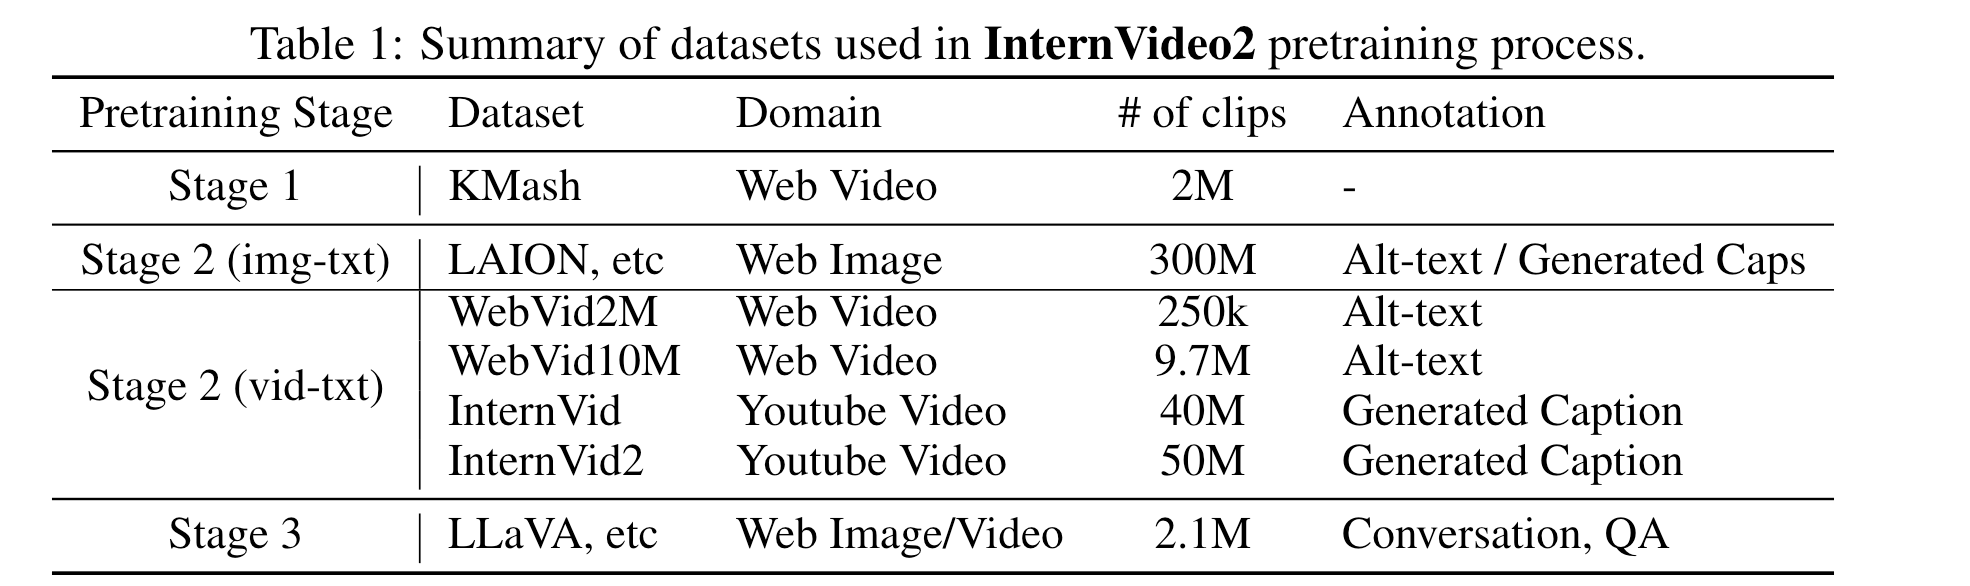 Table 1: Summary of datasets used in InternVideo2 pretraining process.
Pretraining Stage Dataset Domain # of clips Annotation
Stage 1 KMash Web Video 2M -
Stage 2 (img-txt) LAION, etc Web Image 300M Alt-text / Generated Caps
WebVid2M Web Video 250k Alt-text
WebVid10M Web Video 9.7M Alt-text
Stage 2 (vid-txt)
InternVid Youtube Video 40M Generated Caption
InternVid2 Youtube Video 50M Generated Caption
Stage 3 LLaVA, etc Web Image/Video 2.1M Conversation, QA